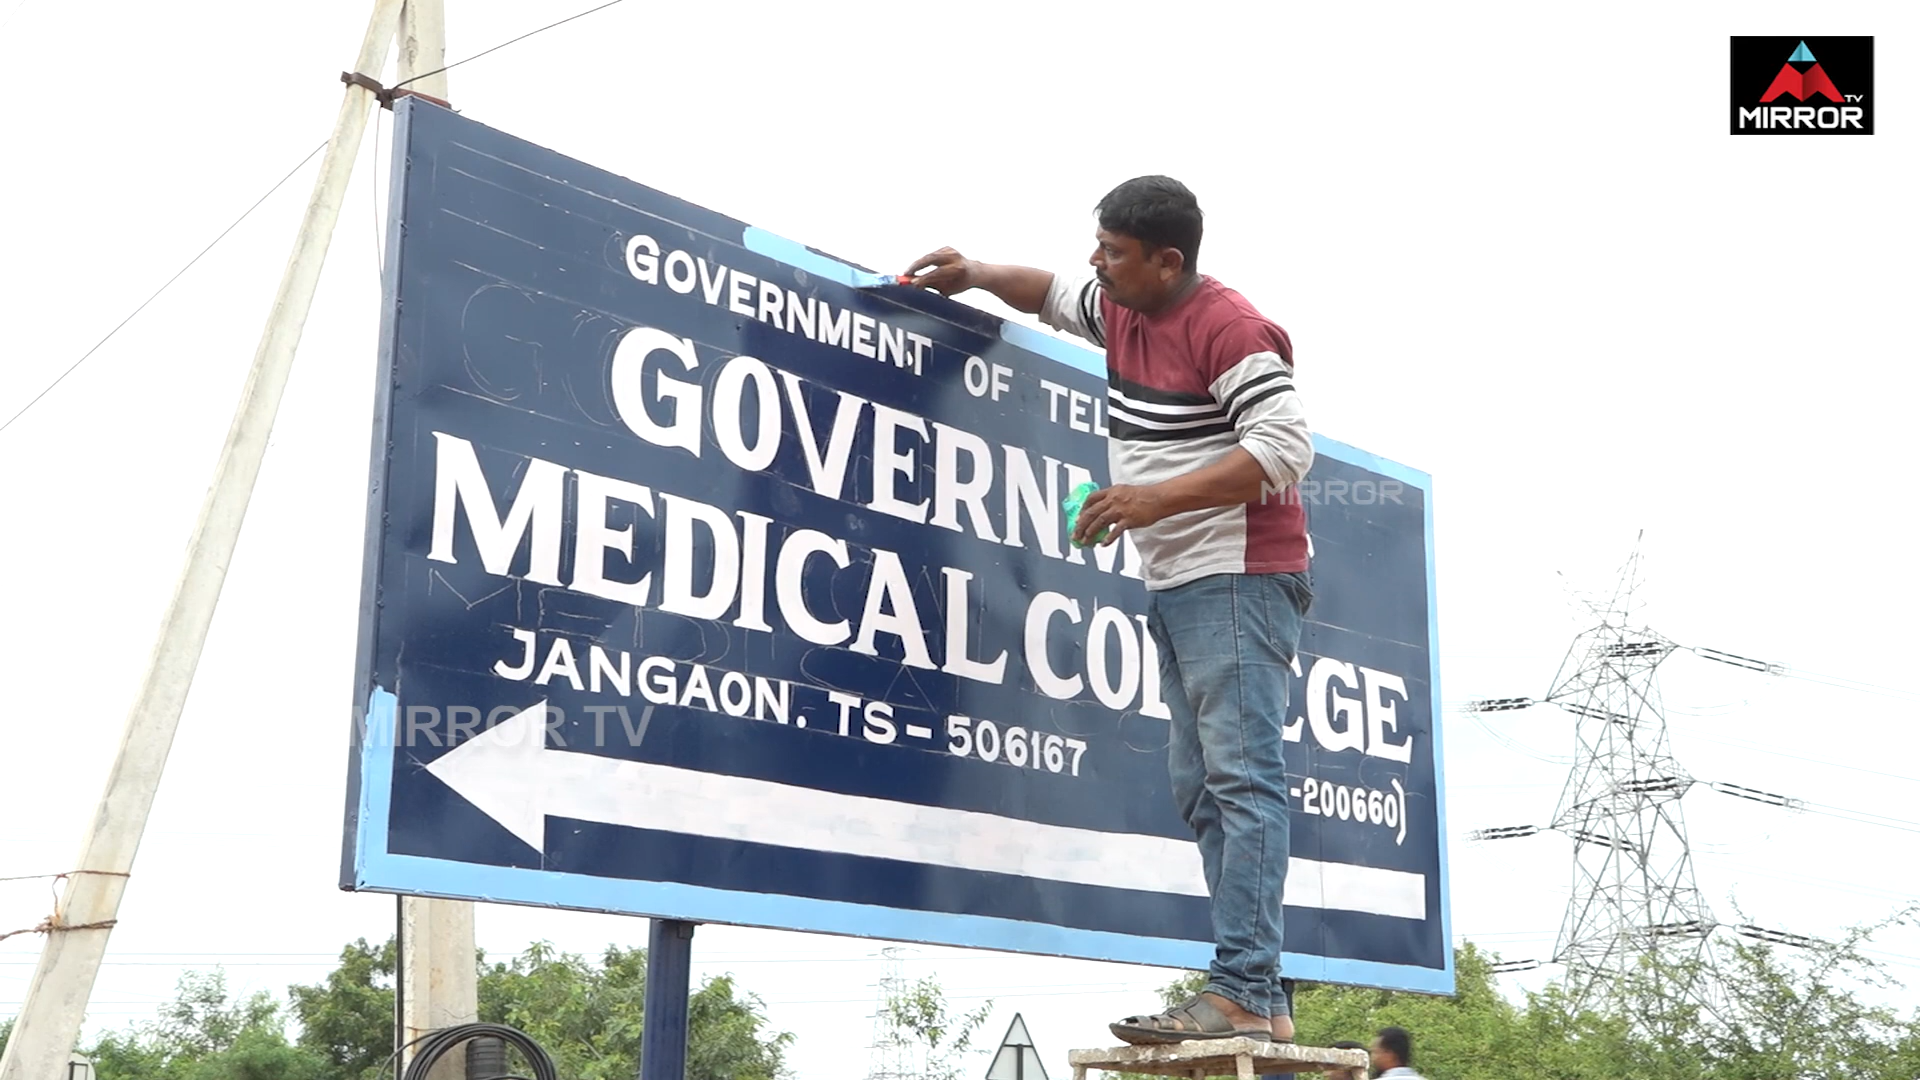 TV
MIRROR
GOVERNMENT OF TEL
GOVERNM
MEDICAL COL EGE
JANGAON. TS - 506167
-200660)
MIRROR
MIRROR TV